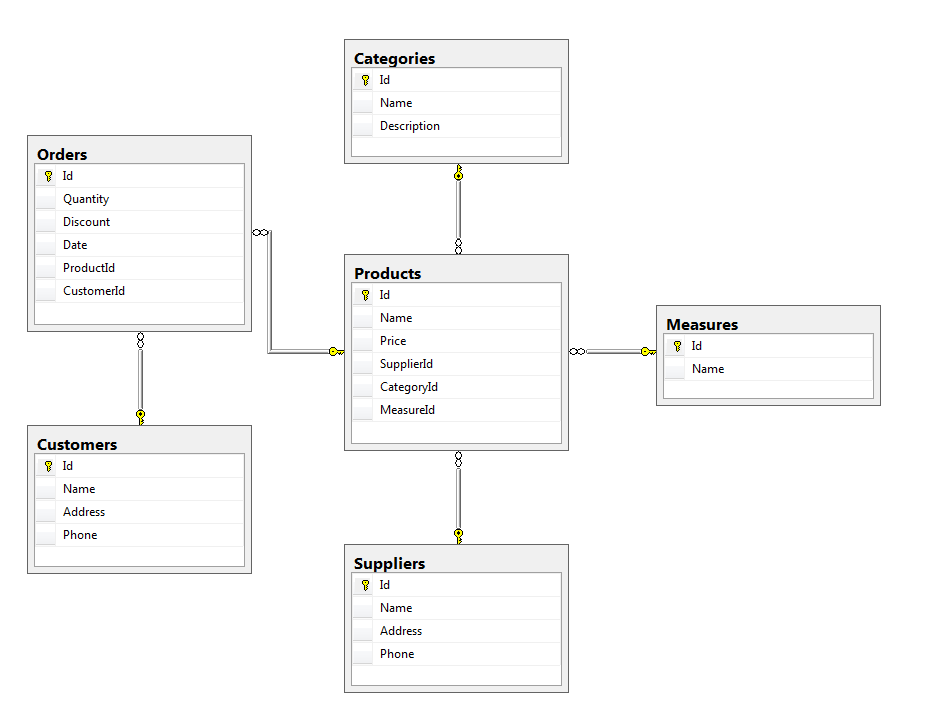 Categories
Id
Name
Description
Orders
Id
Quantity
Discount
Date
ProductId
CustomerId
Products
Id
Name
Price
SupplierId
CategoryId
MeasureId
Measures
Id
Name
Customers
Id
Name
Address
Phone
Suppliers
Id
Name
Address
Phone